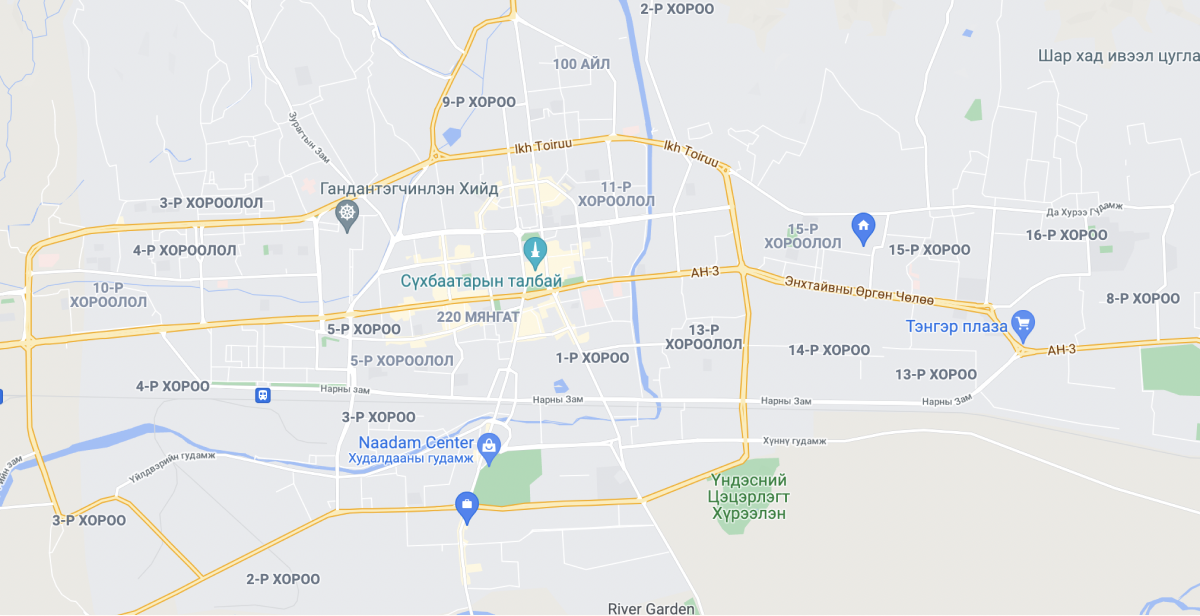 2-Р ХОРОО
Шар хад ивээл цугла
100 АЙЛ
9-Р ХОРОО
Зурагтын Зам
Ikh Toiruu
Ikh Toiruu
Гандантэгчинлэн Хийд
11-Р
ХОРООЛОЛ
3-Р ХОРООЛОЛ
Да Хүрээ Гудамж
15-Р
ХОРООЛОЛ
16-Р ХОРОО
4-Р ХОРООЛОЛ
15-Р ХОРОО
Сүхбаатарын талбай
АН-3
Энхтайвны Өргөн Чөлөө
10-Р
ХОРООЛОЛ
8-Р ХОРОО
220 МЯНГАТ
5-Р ХОРОО
Тэнгэр плаза
13-Р
ХОРООЛОЛ
5-Р ХОРООЛОЛ
1-Р ХОРОО
14-Р ХОРОО
АН-3
13-Р ХОРОО
4-Р ХОРОО
Нарны Зам
Нарны Зам
Нарны Зам
Нарны Зам
3-Р ХОРОО
Naadam Center
Худалдааны гудамж
Хүннү гудамж
Үйлдвэрийн гудамж
ийн Зам
Үндэсний
Цэцэрлэгт
Хүрээлэн
3-Р ХОРОО
2-Р ХОРОО
River Garden